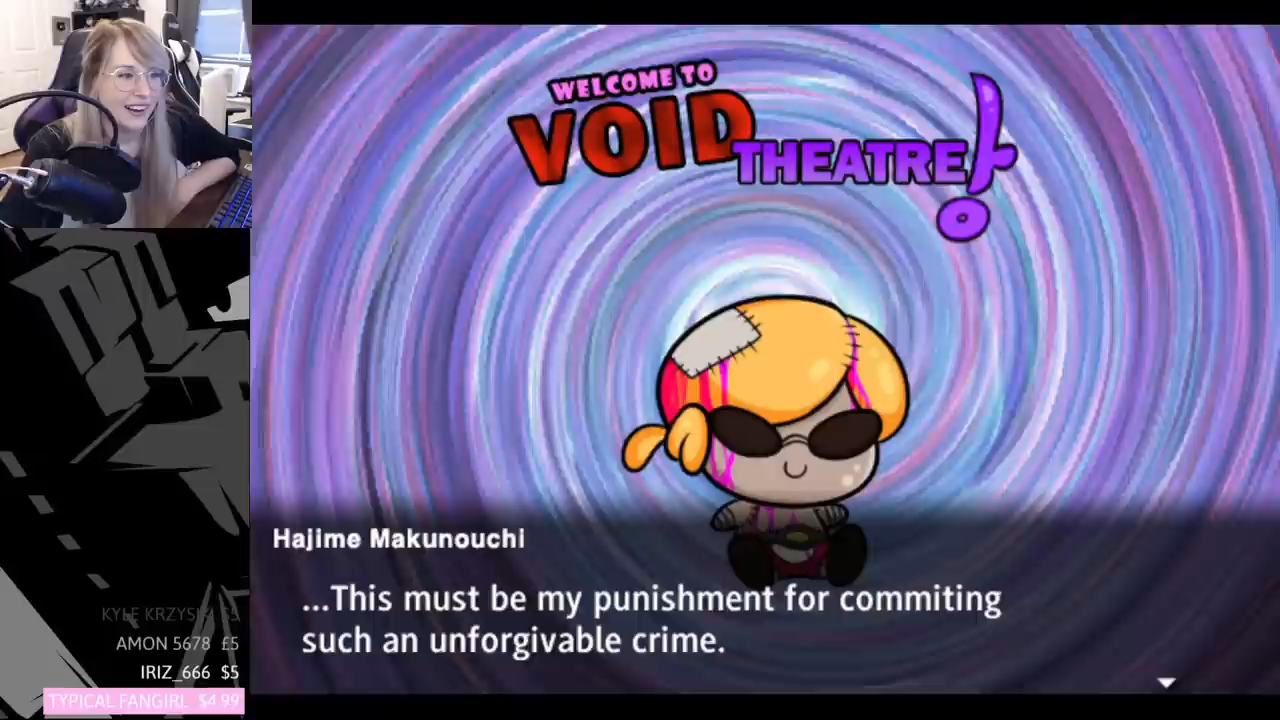 WELCOME TO
VOID
THEATRE!
Hajime Makunouchi
...This must be my punishment for commiting
such an unforgivable crime.
$5
AMON 5678 £5
IRIZ_666 $5
TYPICAL FANGIRL $4.99